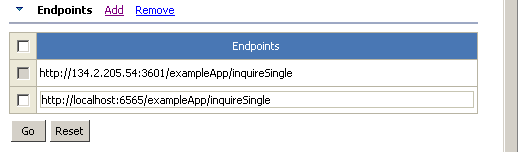 Endpoints Add Remove
Endpoints
http://134.2.205.54:3601/exampleApp/inquireSingle
http://localhost:6565/exampleApp/inquireSingle
Go Reset